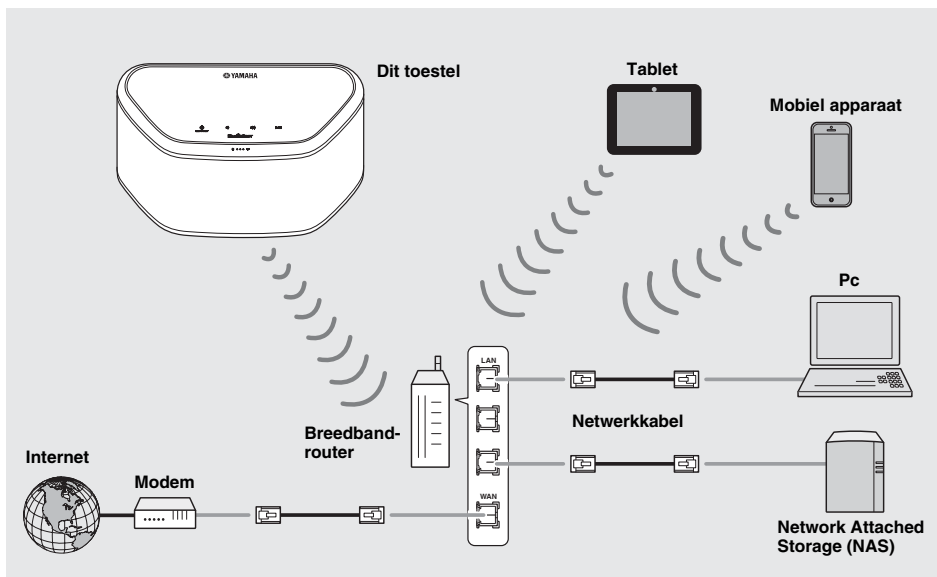 YAMAHA
Dit toestel
Tablet
Mobiel apparaat
Pc
LAN
Netwerkkabel
Breedband-
router
Internet
Modem
WAN
Network Attached
Storage (NAS)